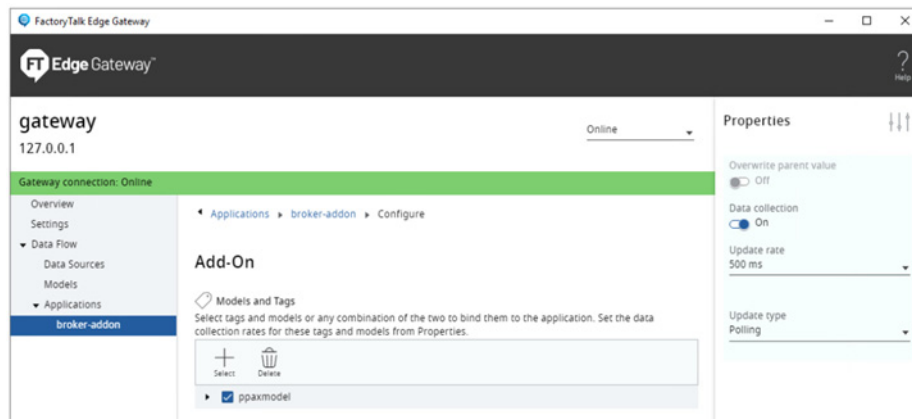 FactoryTalk Edge Gateway
FT Edge Gateway™
Help
gateway
127.0.0.1
Online
Gateway connection: Online
Overview
Settings
Data Flow
Data Sources
Models
Applications
broker-addon
Applications broker-addon Configure
Add-On
Models and Tags
Select tags and models or any combination of the two to bind them to the application. Set the data
collection rates for these tags and models from Properties.
Select Delete
ppaxmodel
Properties
Overwrite parent value
Off
Data collection
On
Update rate
500 ms
Update type
Polling